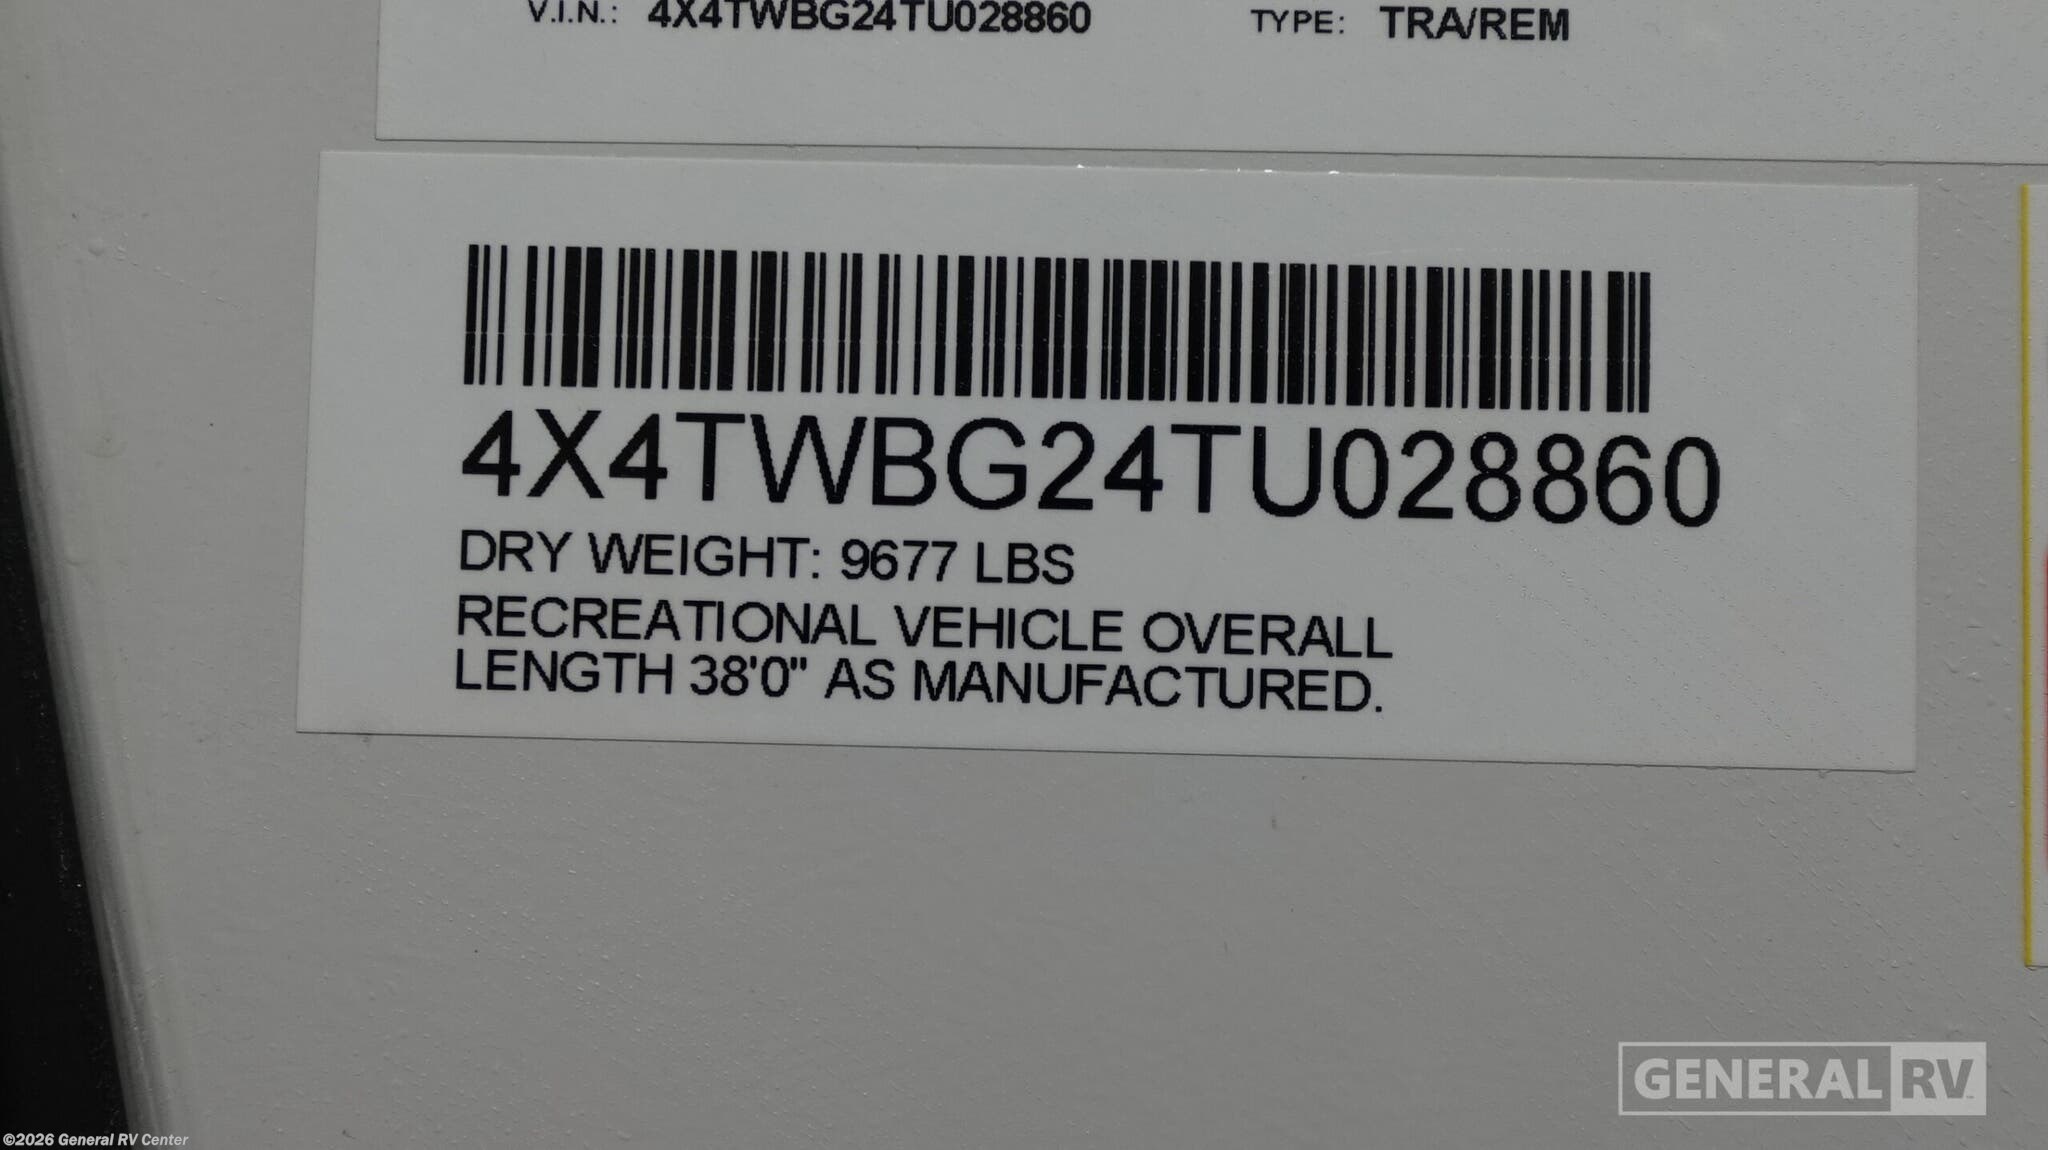 V.I.N.: 4X4TWBG24TU028860 TYPE: TRA/REM
4X4TWBG24TU028860
DRY WEIGHT: 9677 LBS
RECREATIONAL VEHICLE OVERALL
LENGTH 38'0" AS MANUFACTURED.
GENERAL RV
©2026 General RV Center